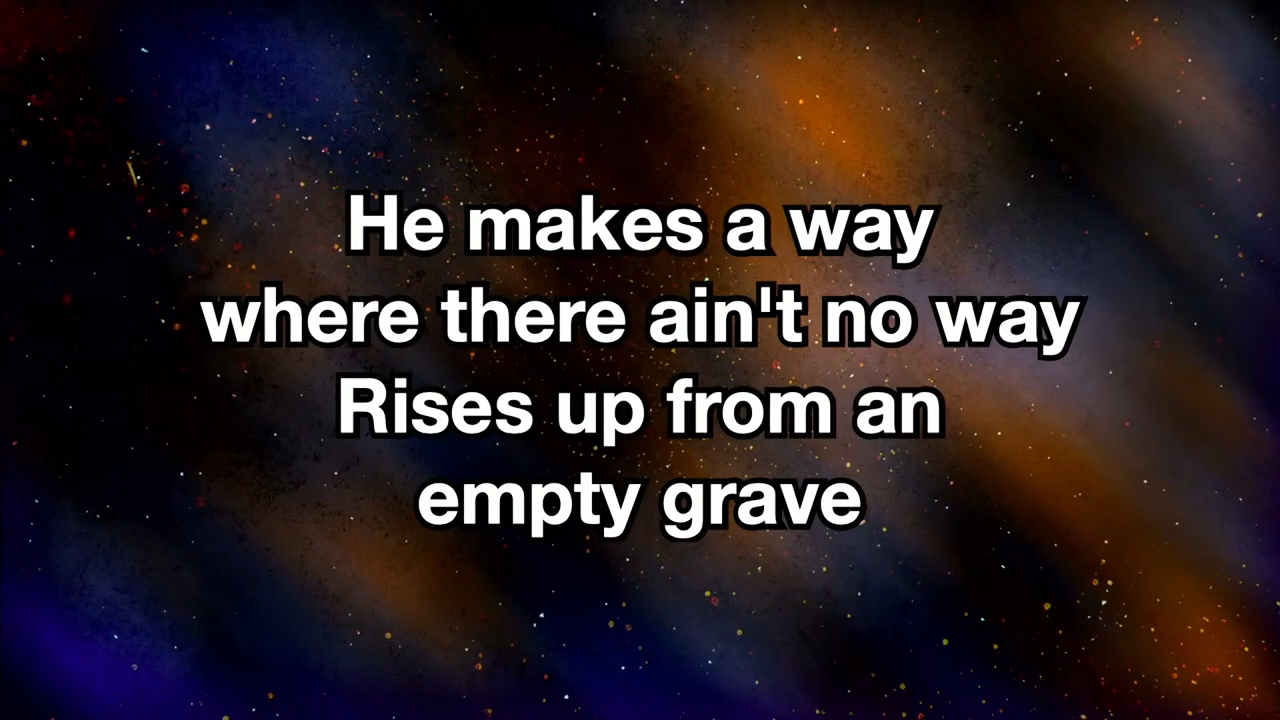 He makes a way
where there ain't no way
Rises up from an
empty grave